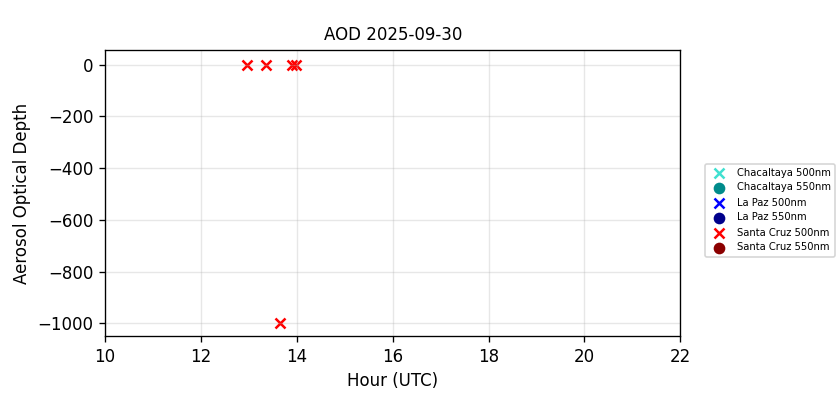 AOD 2025-09-30
Aerosol Optical Depth
0
−200
−400
−600
−800
−1000
10 12 14 16 18 20 22
Hour (UTC)
Chacaltaya 500nm
Chacaltaya 550nm
La Paz 500nm
La Paz 550nm
Santa Cruz 500nm
Santa Cruz 550nm